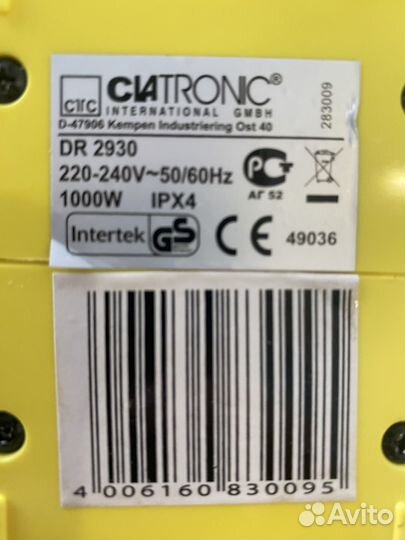 ctc CLATRONIC®
INTERNATIONAL GMBH
D-47906 Kempen Industriering Ost 40
283009
DR 2930
220-240V~50/60Hz
1000W IPX4
АГ 52
Intertek GS CE 49036
4 006160 830095
Avito